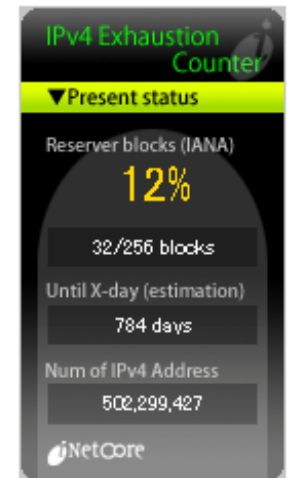 IPv4 Exhaustion
Counter
▼Present status
Reserver blocks (IANA)
12%
32/256 blocks
Until X-day (estimation)
784 days
Num of IPv4 Address
502,299,427
iNetCore